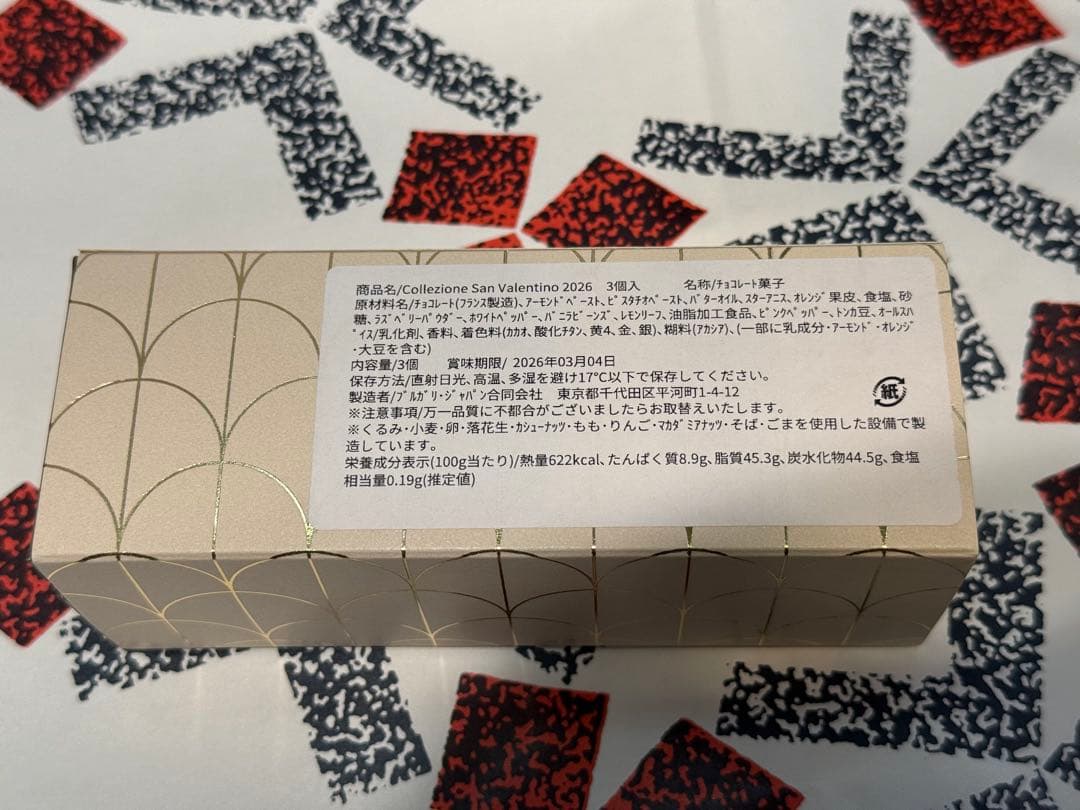 商品名/Collezione San Valentino 2026　3個入　　　名称/ﾁｮｺﾚｰﾄ菓子
原材料名/ﾁｮｺﾚｰﾄ(ﾌﾗﾝｽ製造)、ｱｰﾓﾝﾄﾞﾍﾟｰｽﾄ、ﾋﾟｽﾀﾁｵﾍﾟｰｽﾄ、ﾊﾞﾀｰｵｲﾙ、ｽﾀｰｱﾆｽ、ｵﾚﾝｼﾞ果皮、食塩、砂
糖、ﾗｽﾞﾍﾞﾘｰﾊﾟｳﾀﾞｰ、ﾎﾜｲﾄﾍﾟｯﾊﾟｰ、ﾊﾞﾆﾗﾋﾞｰﾝｽﾞ、ﾚﾓﾝﾘｰﾌ、油脂加工食品、ﾋﾟﾝｸﾍﾟｯﾊﾟｰ、ﾄﾝｶ豆、ｵｰﾙｽﾊ
ﾟｲｽ/乳化剤、香料、着色料(ｶｶｵ、酸化ﾁﾀﾝ、黄4、金、銀)、糊料(ｱｶｼｱ)、(一部に乳成分･ｱｰﾓﾝﾄﾞ･ｵﾚﾝｼﾞ
･大豆を含む)
内容量/3個　　賞味期限/ 2026年03月04日
保存方法/直射日光、高温、多湿を避け17℃以下で保存してください。
製造者/ﾌﾞﾙｶﾞﾘ･ｼﾞｬﾊﾟﾝ合同会社　東京都千代田区平河町1-4-12
紙
※注意事項/万一品質に不都合がございましたらお取替えいたします。
※くるみ･小麦･卵･落花生･ｶｼｭｰﾅｯﾂ･もも･りんご･ﾏｶﾀﾞﾐｱﾅｯﾂ･そば･ごまを使用した設備で製
造しています。
栄養成分表示(100g当たり)/熱量622kcal、たんぱく質8.9g、脂質45.3g、炭水化物44.5g、食塩
相当量0.19g(推定値)